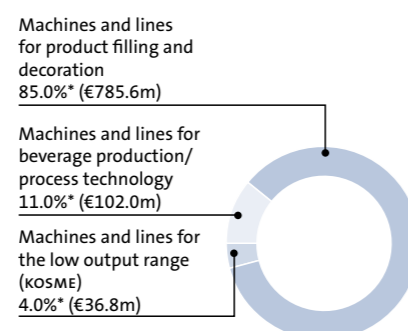 Machines and lines
for product filling and
decoration
85.0%* (€785.6m)
Machines and lines for
beverage production/
process technology
11.0%* (€102.0m)
Machines and lines for
the low output range
(KOSME)
4.0%* (€36.8m)